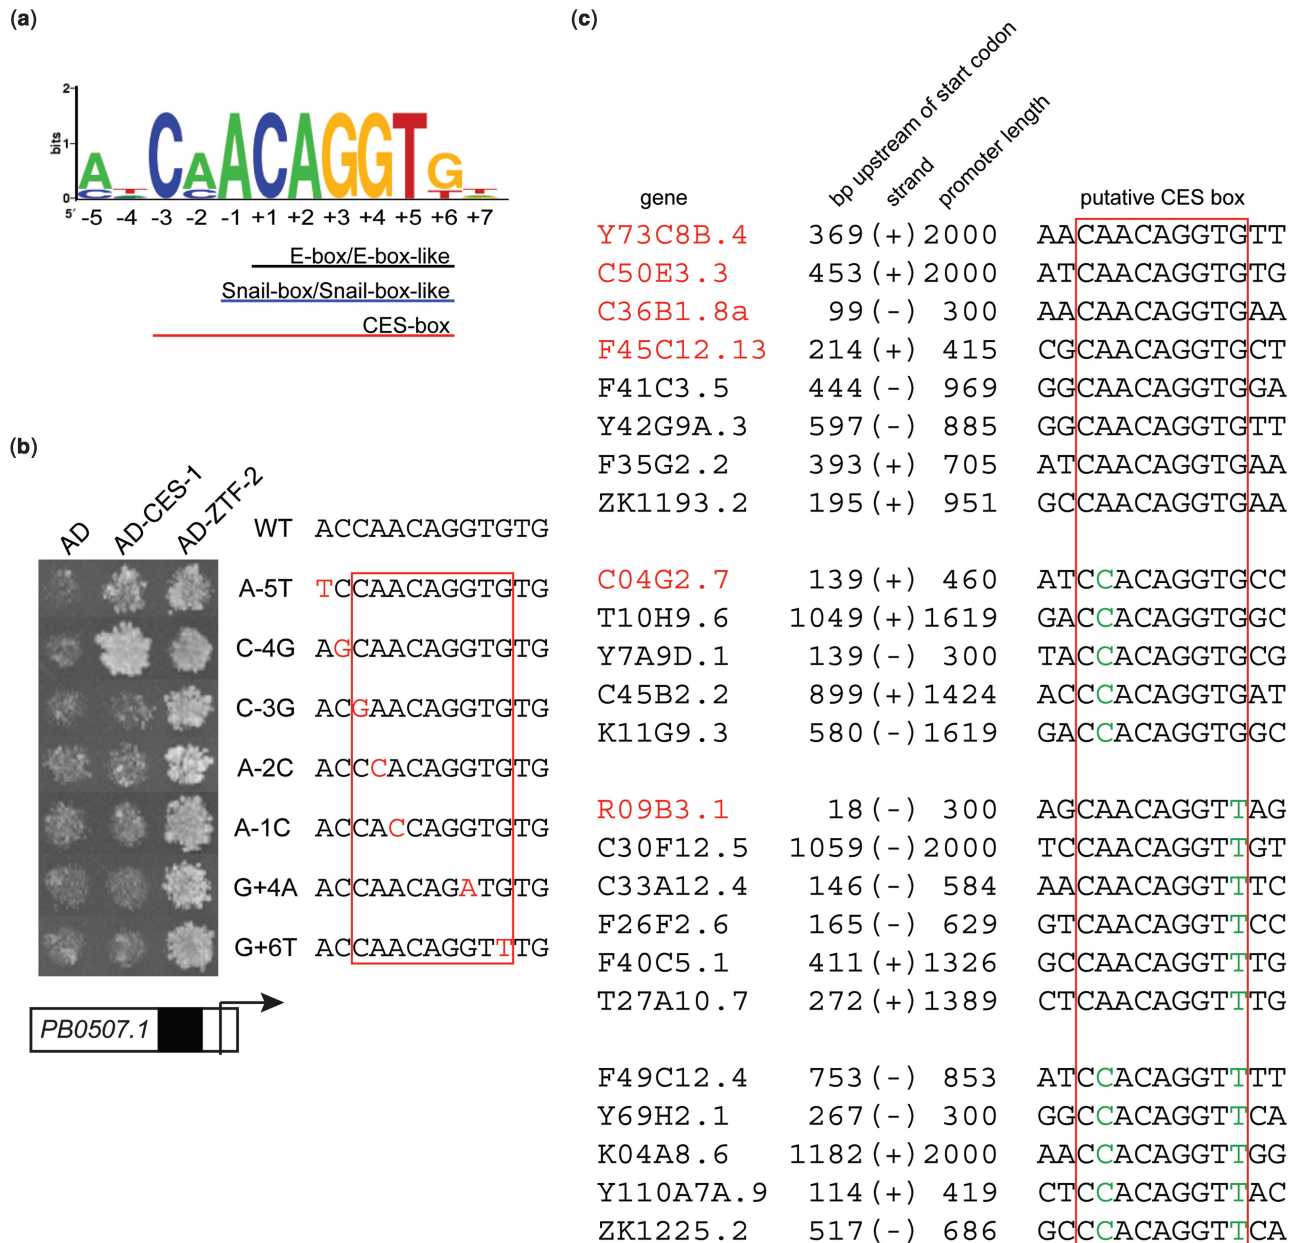 (a)
2
1
0
bits
5′
ACAACAGGTG
-5 -4 -3 -2 -1 +1 +2 +3 +4 +5 +6 +7
E-box/E-box-like
Snail-box/Snail-box-like
CES-box
(b)
AD
AD-CES-1
AD-ZTF-2
WT ACCAACAGGTGTG
A-5T TCCAACAGGTGTG
C-4G AGCAACAGGTGTG
C-3G ACGAACAGGTGTG
A-2C ACCCACAGGTGTG
A-1C ACCACCAGGTGTG
G+4A ACCAACAGATGTG
G+6T ACCAACAGGTTTG
PB0507.1
(c)
gene
bp upstream of start codon
strand
promoter length
putative CES box
Y73C8B.4 369 (+) 2000 AACAACAGGTGTT
C50E3.3 453 (+) 2000 ATCAACAGGTGTG
C36B1.8a 99 (-) 300 AACAACAGGTGAA
F45C12.13 214 (+) 415 CGCAACAGGTGCT
F41C3.5 444 (-) 969 GGCAACAGGTGGA
Y42G9A.3 597 (-) 885 GGCAACAGGTGTT
F35G2.2 393 (+) 705 ATCAACAGGTGAA
ZK1193.2 195 (+) 951 GCCAACAGGTGAA
C04G2.7 139 (+) 460 ATCCACAGGTGCC
T10H9.6 1049 (+) 1619 GACCACAGGTGGC
Y7A9D.1 139 (-) 300 TACCACAGGTGCG
C45B2.2 899 (+) 1424 ACCCACAGGTGAT
K11G9.3 580 (-) 1619 GACCACAGGTGGC
R09B3.1 18 (-) 300 AGCAACAGGTTAG
C30F12.5 1059 (-) 2000 TCCAACAGGTTGT
C33A12.4 146 (-) 584 AACAACAGGTTTC
F26F2.6 165 (-) 629 GTCAACAGGTTCC
F40C5.1 411 (+) 1326 GCCAACAGGTTTG
T27A10.7 272 (+) 1389 CTCAACAGGTTTG
F49C12.4 753 (-) 853 ATCCACAGGTTTT
Y69H2.1 267 (-) 300 GGCCACAGGTTCA
K04A8.6 1182 (+) 2000 AACCACAGGTTGG
Y110A7A.9 114 (+) 419 CTCCACAGGTTAC
ZK1225.2 517 (-) 686 GCCCACAGGTTCA